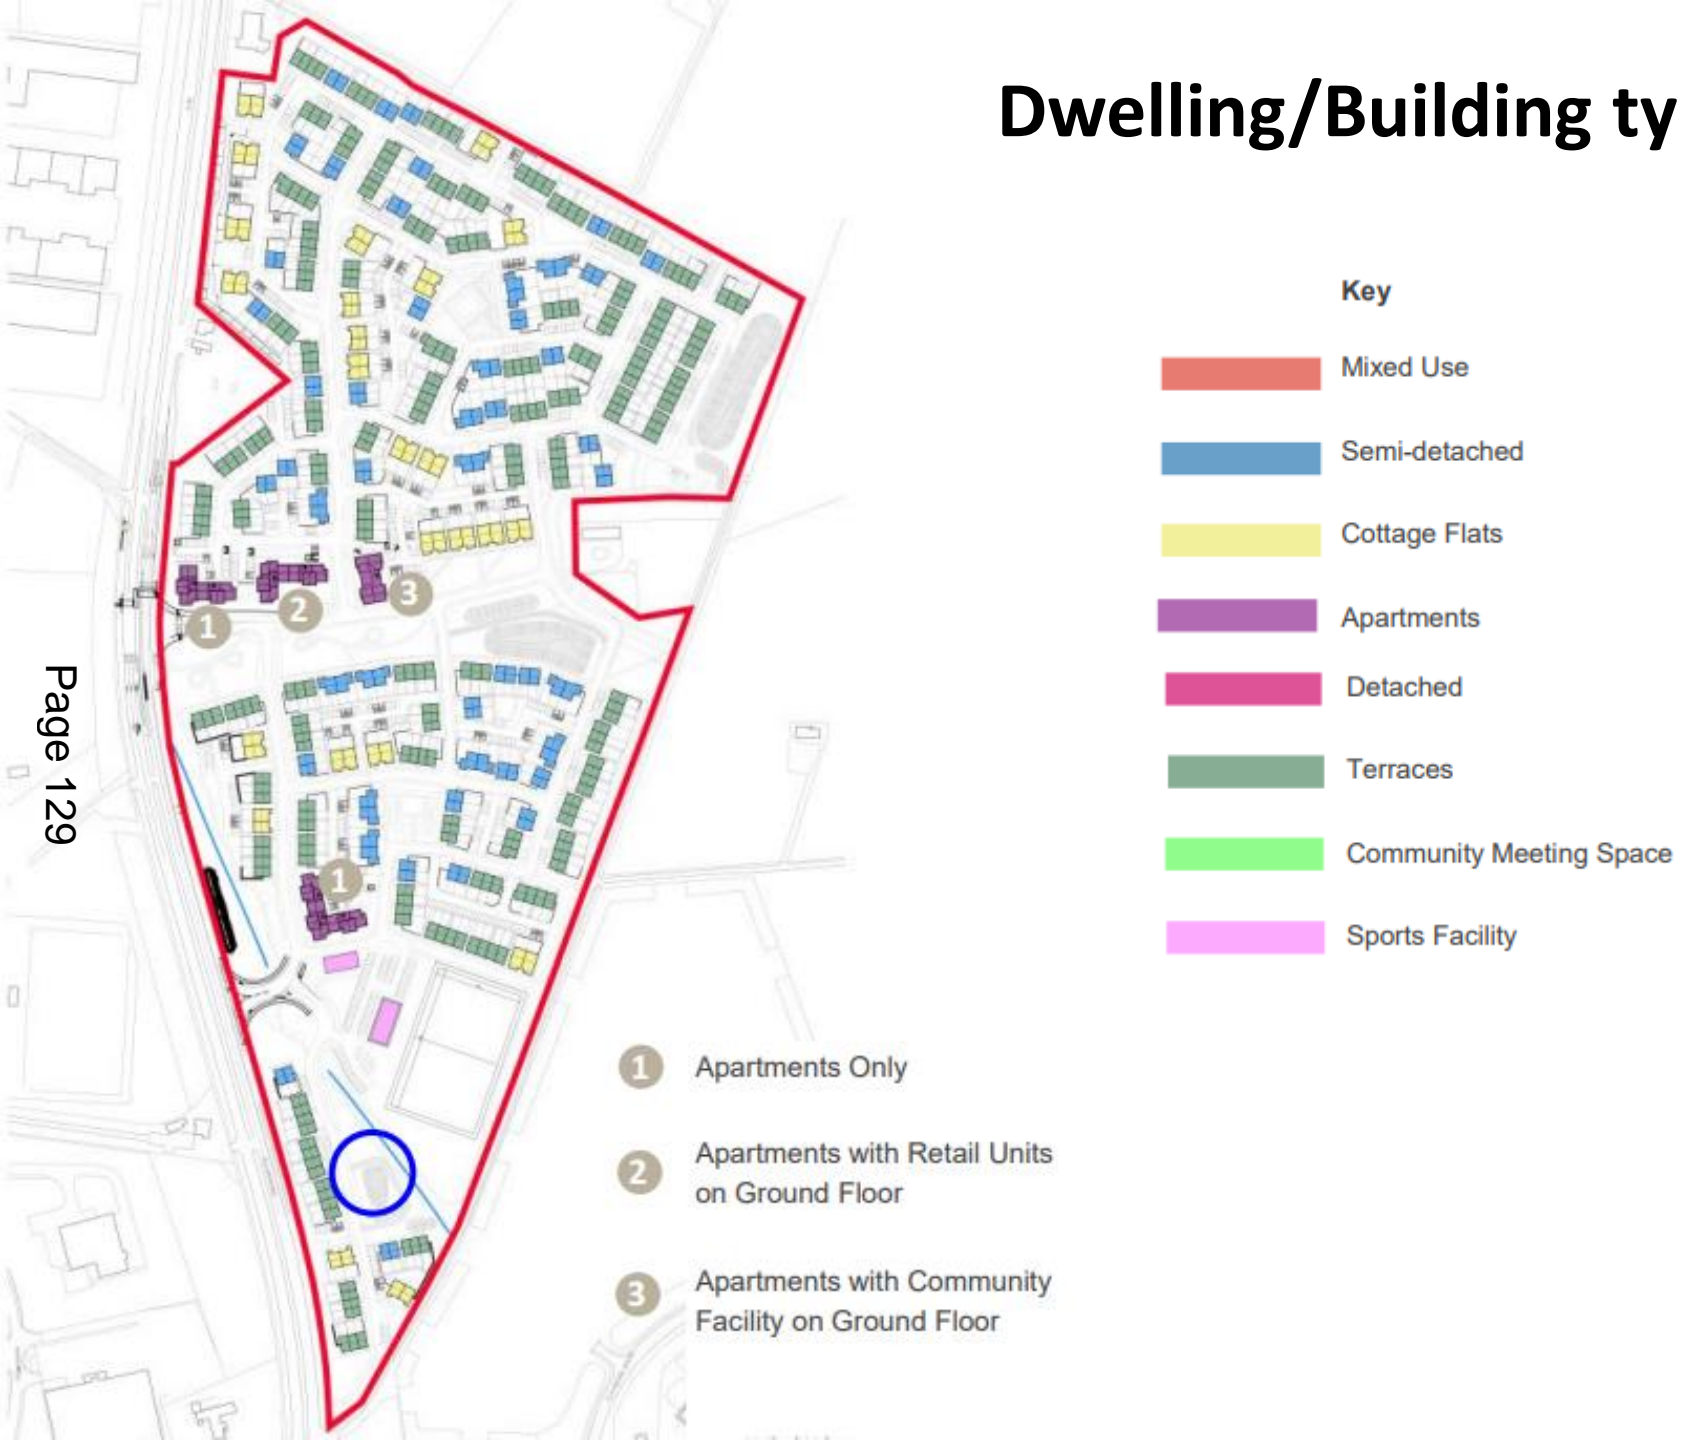 Dwelling/Building ty
Key
Mixed Use
Semi-detached
Cottage Flats
Apartments
Detached
Terraces
Community Meeting Space
Sports Facility
1
2
3
1
Page 129
1 Apartments Only
2 Apartments with Retail Units
on Ground Floor
3 Apartments with Community
Facility on Ground Floor